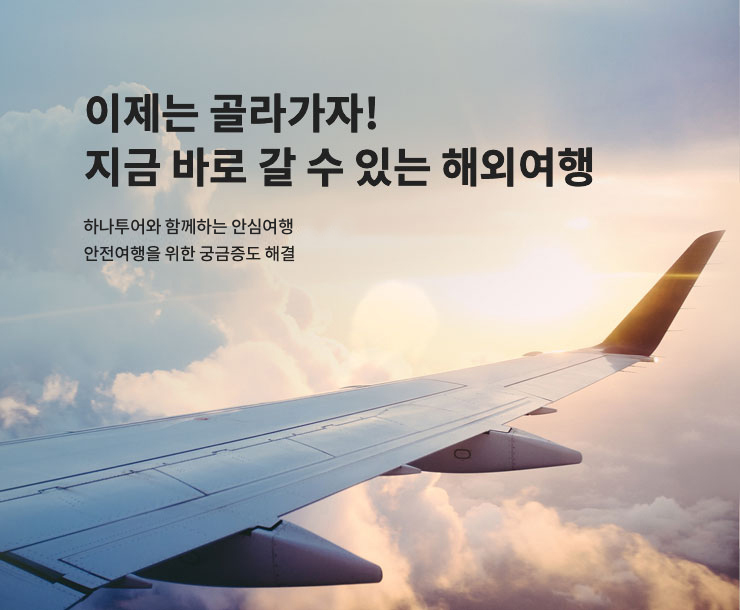 이제는 골라가자!
지금 바로 갈 수 있는 해외여행
하나투어와 함께하는 안심여행
안전여행을 위한 궁금증도 해결